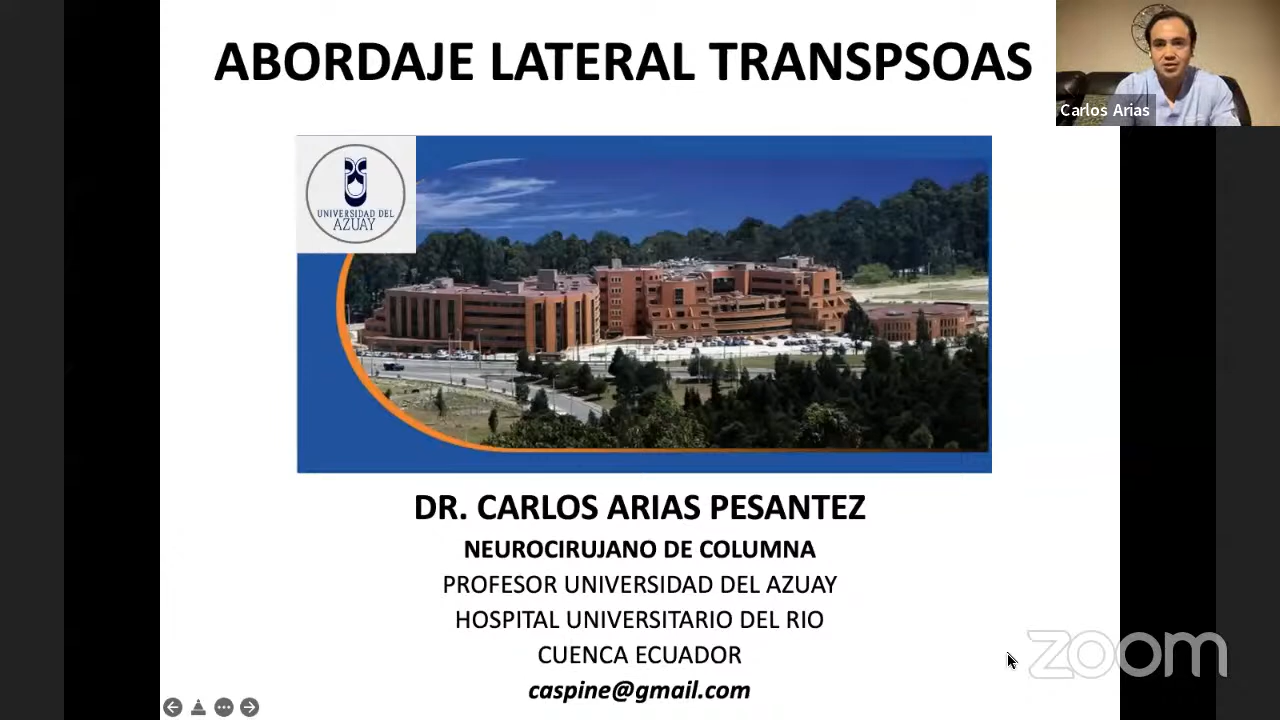 ABORDAJE LATERAL TRANSPSOAS
Carlos Arias
UNIVERSIDAD DEL
AZUAY
DR. CARLOS ARIAS PESANTEZ
NEUROCIRUJANO DE COLUMNA
PROFESOR UNIVERSIDAD DEL AZUAY
HOSPITAL UNIVERSITARIO DEL RIO
CUENCA ECUADOR
caspine@gmail.com
zoom